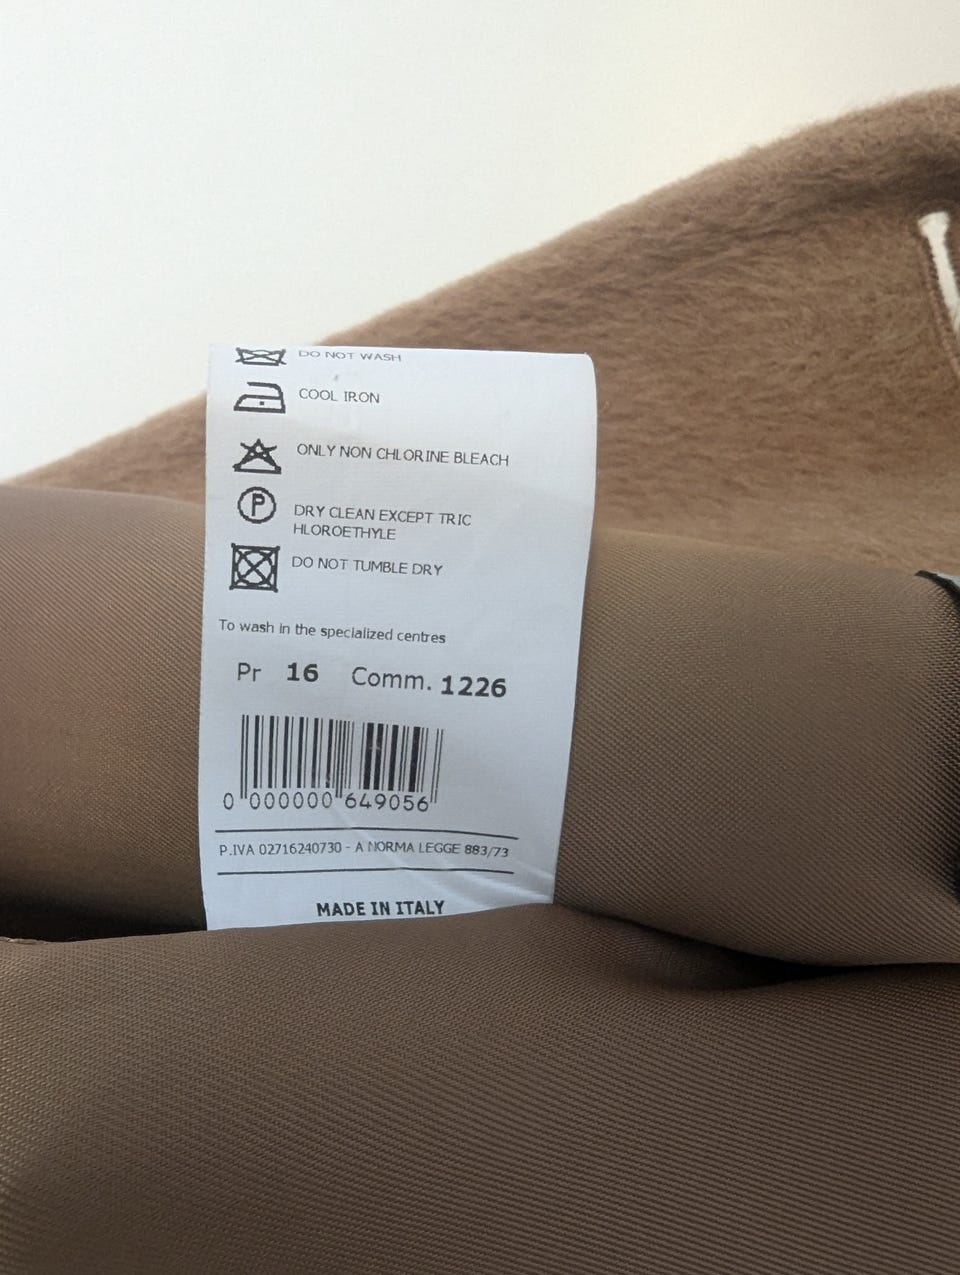 DO NOT WASH
COOL IRON
ONLY NON CHLORINE BLEACH
P
DRY CLEAN EXCEPT TRIC
HLOROETHYLE
DO NOT TUMBLE DRY
To wash in the specialized centres
Pr 16 Comm. 1226
0 000000 649056
P.IVA 02716240730 - A NORMA LEGGE 883/73
MADE IN ITALY